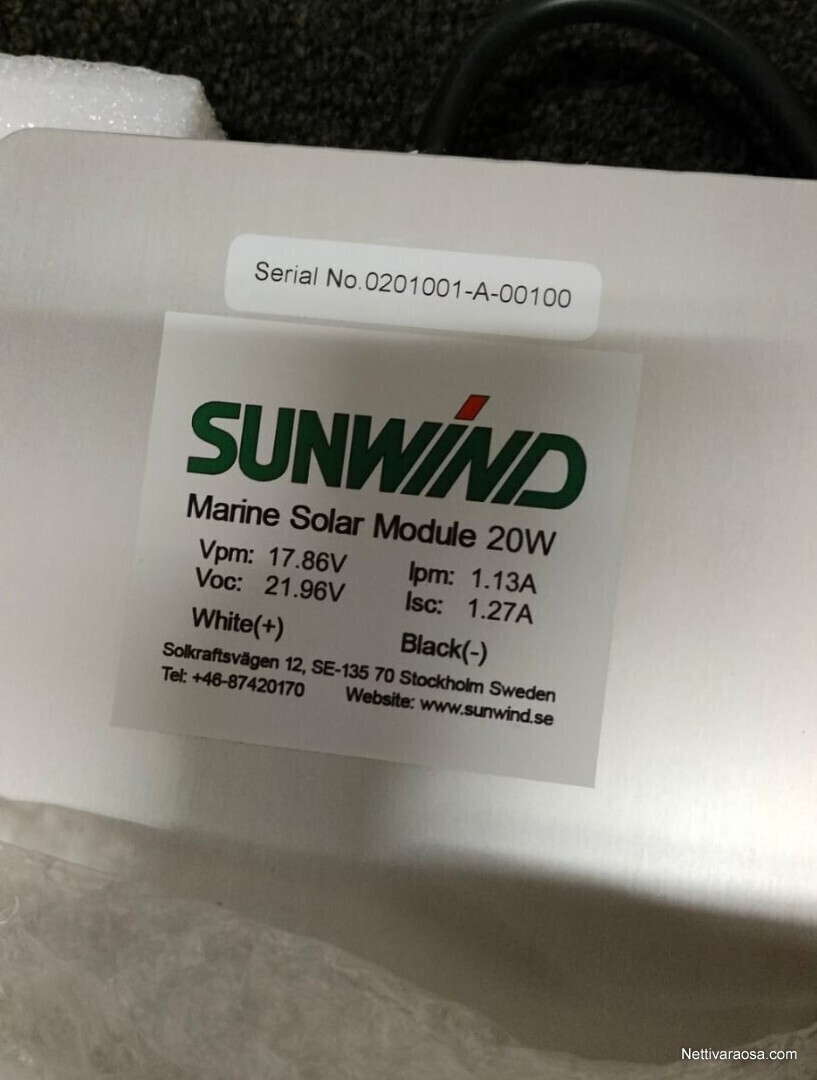 Serial No.0201001-A-00100
SUNWIND
Marine Solar Module 20W
Vpm: 17.86V Ipm: 1.13A
Voc: 21.96V Isc: 1.27A
White(+) Black(-)
Solkraftsvägen 12, SE-135 70 Stockholm Sweden
Tel: +46-87420170 Website: www.sunwind.se
Nettivaraosa.com